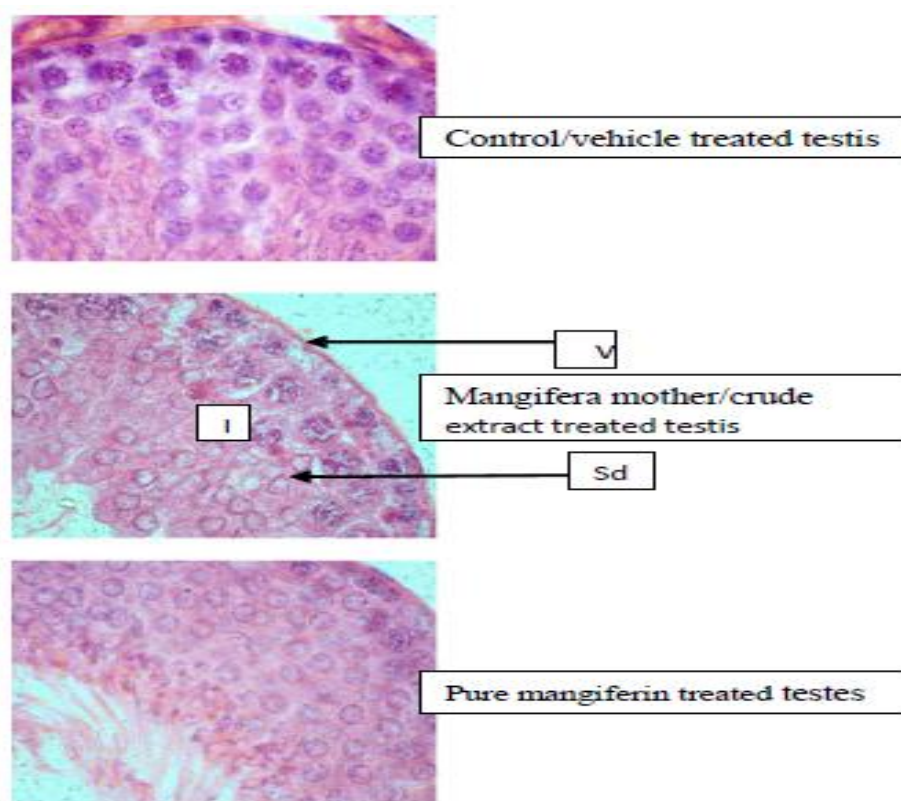 Control/vehicle treated testis
V
Mangifera mother/crude
extract treated testis
I
Sd
Pure mangiferin treated testes